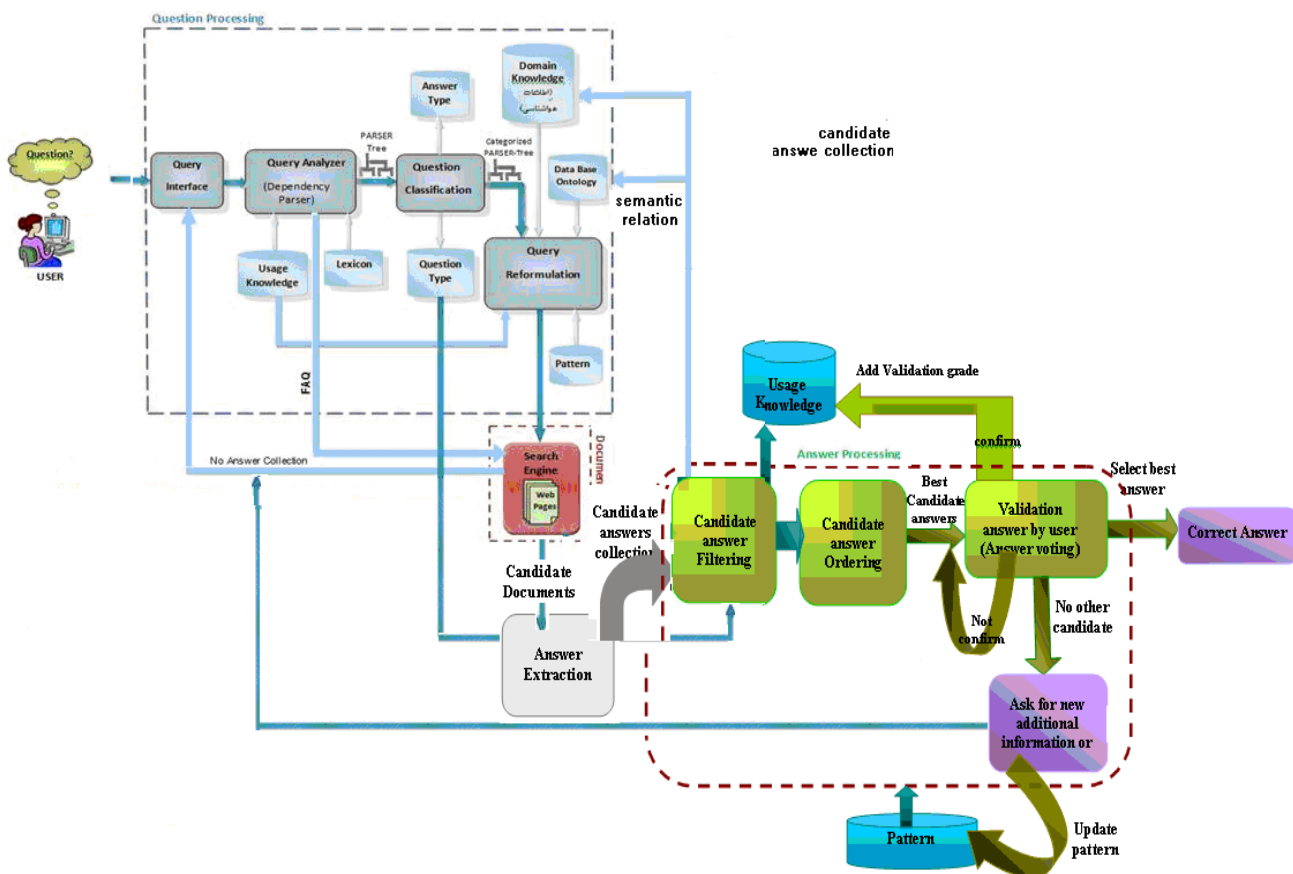 Question Processing
Question?
USER
Query
Interface
Query Analyzer
(Dependency
Parser)
PARSER
Tree
Answer
Type
Question
Classification
Categorized
PARSER-Tree
Domain
Knowledge
(اطلاعات
هواشناسی)
Data Base
Ontology
Usage
Knowledge
Lexicon
Question
Type
Query
Reformulation
Pattern
FAQ
candidate
answe collection
semantic
relation
No Answer Collection
Search
Engine
Web
Pages
Documen
Candidate
Documents
Answer
Extraction
Candidate
answers
collection
Usage
Knowledge
Add Validation grade
confirm
Answer Processing
Candidate
answer
Filtering
Candidate
answer
Ordering
Best
Candidate
answers
Validation
answer by user
(Answer voting)
Select best
answer
Correct Answer
Not
confirm
No other
candidate
Ask for new
additional
information or
Pattern
Update
pattern